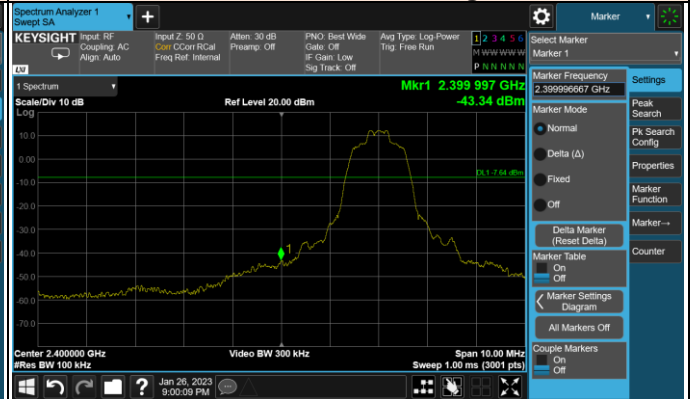 Spectrum Analyzer 1
Swept SA
KEYSIGHT
LXI
Input: RF
Coupling: AC
Align: Auto
Input Z: 50 Ω
Corr CCorr RCal
Freq Ref: Internal
Atten: 30 dB
Preamp: Off
PNO: Best Wide
Gate: Off
IF Gain: Low
Sig Track: Off
Avg Type: Log-Power
Trig: Free Run
1 2 3 4 5 6
M W W W W W
P N N N N N
1 Spectrum
Scale/Div 10 dB
Log
Ref Level 20.00 dBm
Mkr1 2.399 997 GHz
-43.34 dBm
10.0
0.00
-10.0
-20.0
-30.0
-40.0
-50.0
-60.0
-70.0
DL1 -7.64 dBm
1
Center 2.400000 GHz
#Res BW 100 kHz
Video BW 300 kHz
Span 10.00 MHz
Sweep 1.00 ms (3001 pts)
?
Jan 26, 2023
9:00:09 PM
Marker
Select Marker
Marker 1
Marker Frequency
2.399996667 GHz
Marker Mode
Normal
Delta (Δ)
Fixed
Off
Delta Marker
(Reset Delta)
Marker Table
On
Off
Marker Settings
Diagram
All Markers Off
Couple Markers
On
Off
Settings
Peak
Search
Pk Search
Config
Properties
Marker
Function
Marker→
Counter